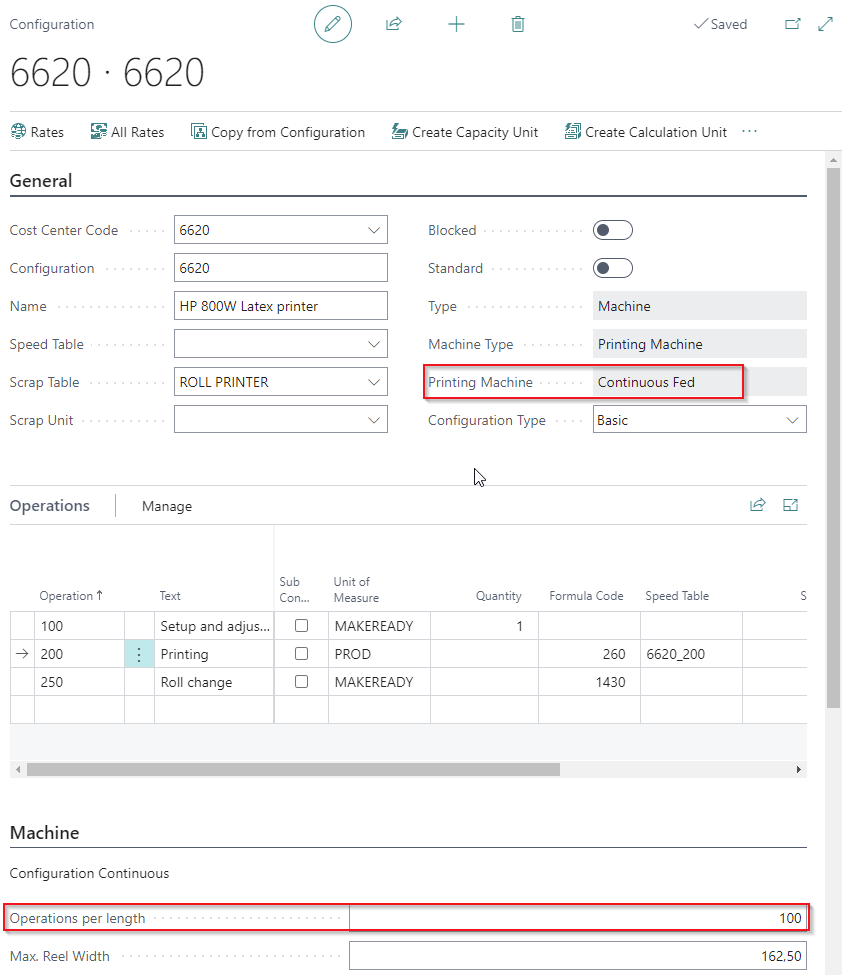 Configuration
Saved
6620 · 6620
Rates All Rates Copy from Configuration Create Capacity Unit Create Calculation Unit ···
General
Cost Center Code 6620 Blocked
Configuration 6620 Standard
Name HP 800W Latex printer Type Machine
Speed Table Machine Type Printing Machine
Scrap Table ROLL PRINTER Printing Machine Continuous Fed
Scrap Unit Configuration Type Basic
Operations Manage
Operation ↑ Text Sub Con... Unit of Measure Quantity Formula Code Speed Table S
100 Setup and adjus... MAKEREADY 1
200 Printing PROD 260 6620_200
250 Roll change MAKEREADY 1430
Machine
Configuration Continuous
Operations per length 100
Max. Reel Width 162,50